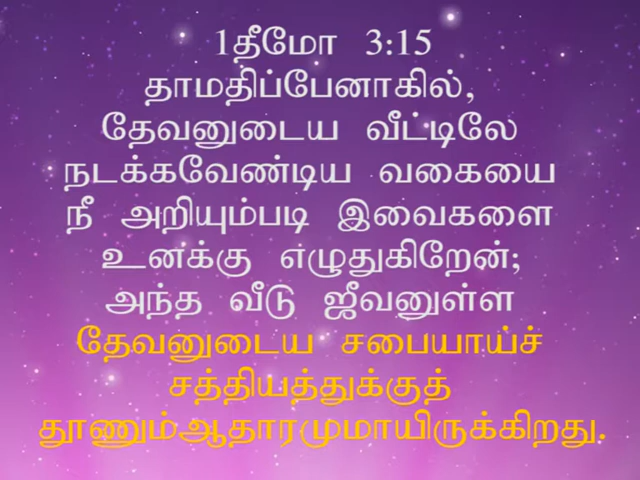 1தீமோ 3:15
தாமதிப்பேனாகில்,
தேவனுடைய வீட்டிலே
நடக்கவேண்டிய வகையை
நீ அறியும்படி இவைகளை
உனக்கு எழுதுகிறேன்;
அந்த வீடு ஜீவனுள்ள
தேவனுடைய சபையாய்ச்
சத்தியத்துக்குத்
தூணும்ஆதாரமுமாயிருக்கிறது.